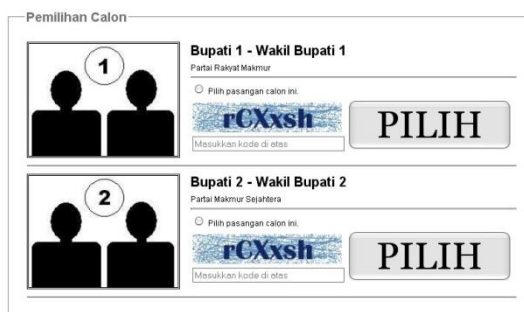 Pemilihan Calon
1
Bupati 1 - Wakil Bupati 1
Partai Rakyat Makmur
Pilih pasangan calon ini.
rCXxsh
Masukkan kode di atas
PILIH
2
Bupati 2 - Wakil Bupati 2
Partai Makmur Sejahtera
Pilih pasangan calon ini.
rCXxsh
Masukkan kode di atas
PILIH